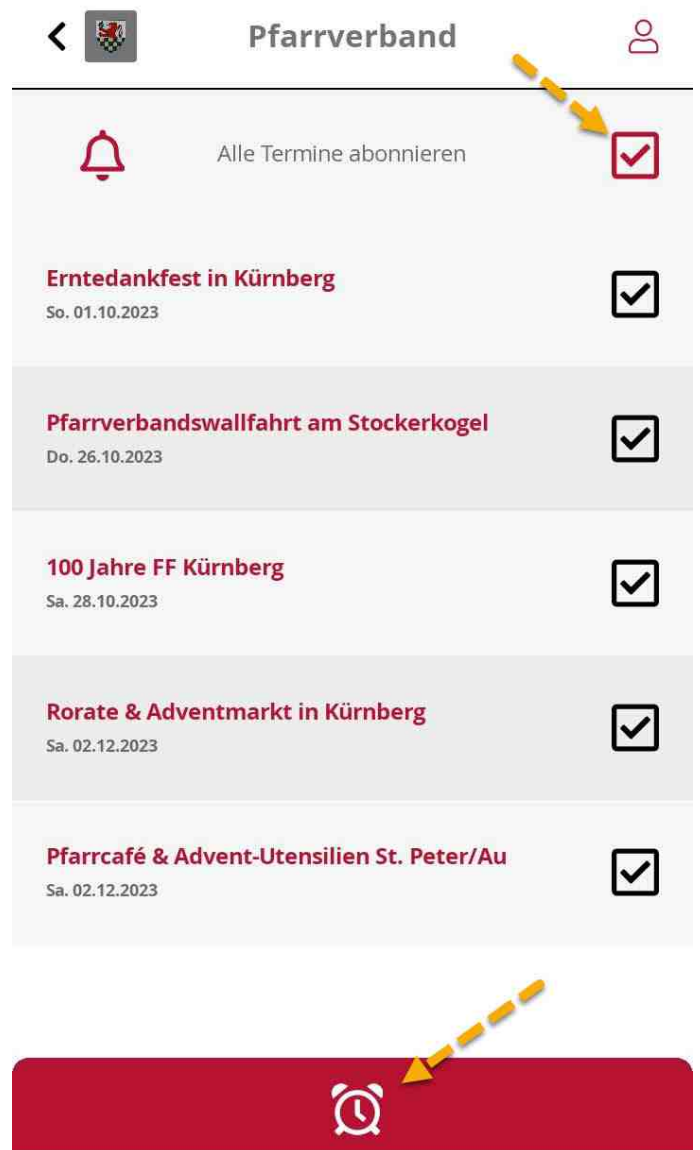 Pfarrverband
Alle Termine abonnieren
Erntedankfest in Kürnberg
So. 01.10.2023
Pfarrverbandswallfahrt am Stockerkogel
Do. 26.10.2023
100 Jahre FF Kürnberg
Sa. 28.10.2023
Rorate & Adventmarkt in Kürnberg
Sa. 02.12.2023
Pfarrcafé & Advent-Utensilien St. Peter/Au
Sa. 02.12.2023